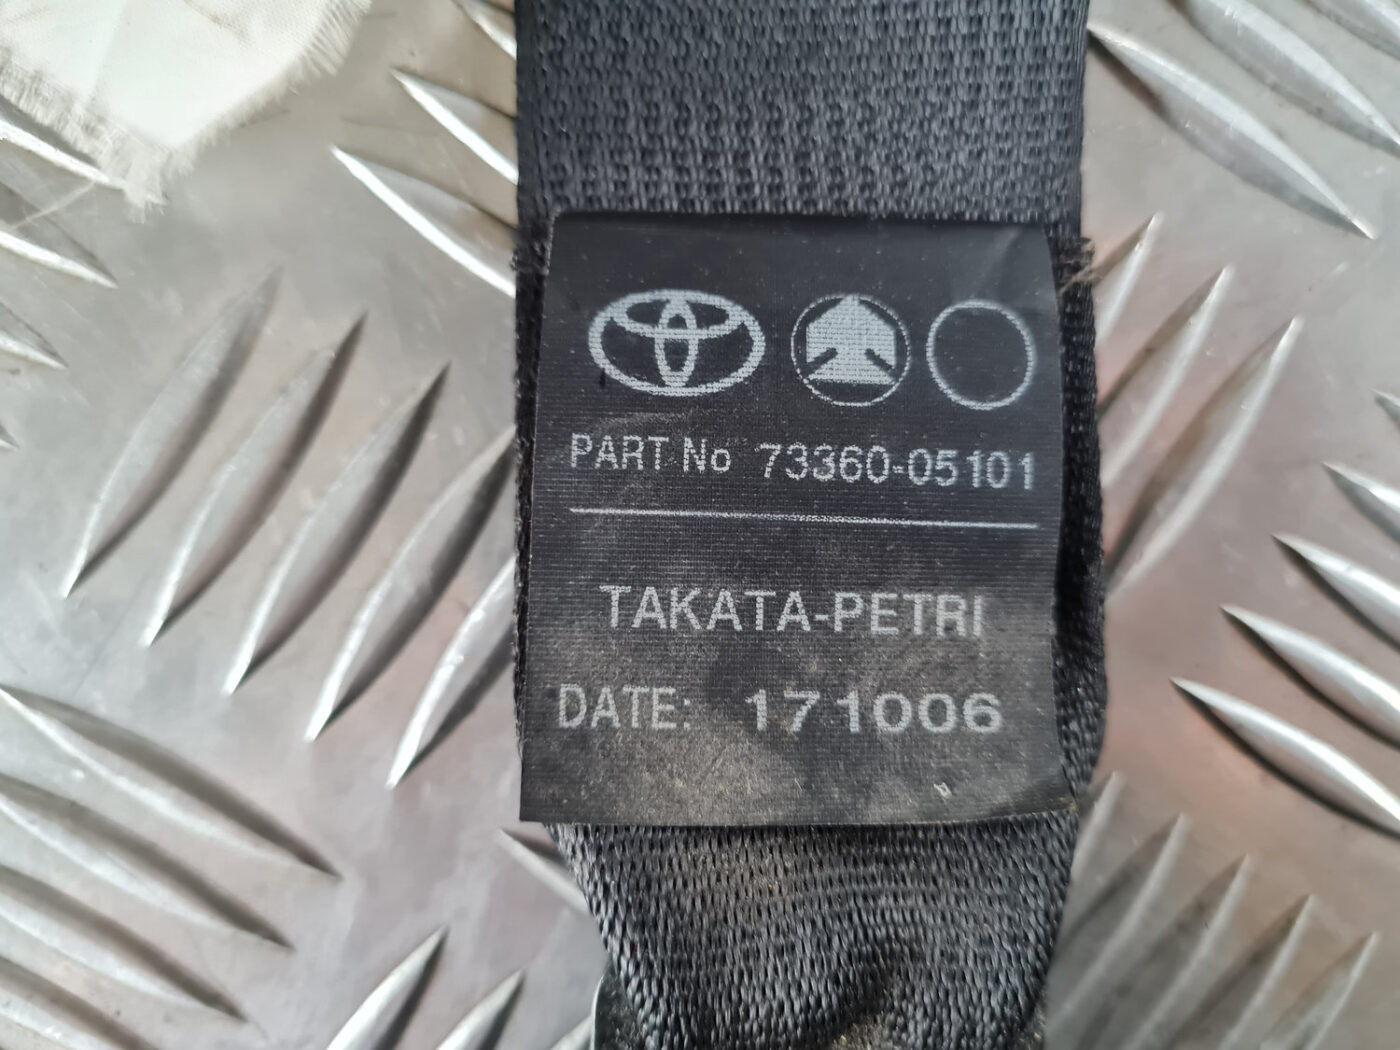 PART No 73360-05101
TAKATA-PETRI
DATE: 171006